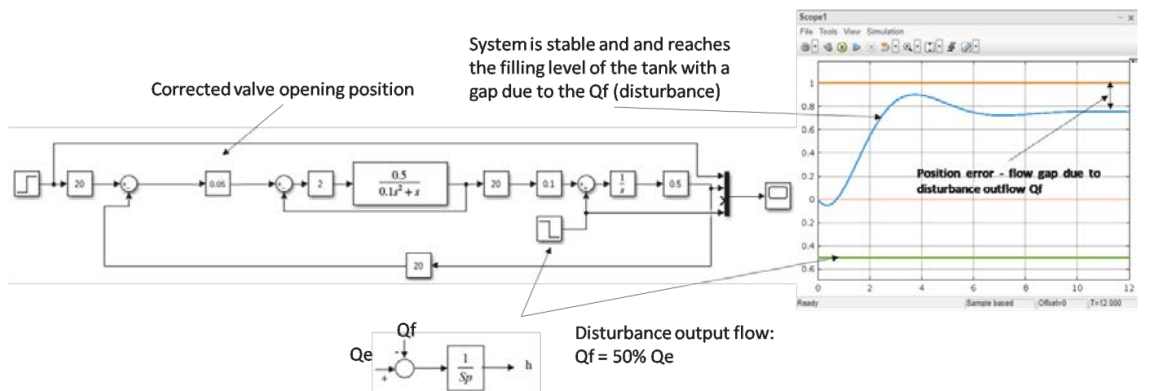 System is stable and and reaches
the filling level of the tank with a
gap due to the Qf (disturbance)
Corrected valve opening position
Scope1
File Tools View Simulation
1
0.8
0.6
0.4
0.2
0
0.2
0.4
0.6
0 2 4 6 8 10 12
Position error - flow gap due to
disturbance outflow Qf
Ready Sample based Offset=0 T=12.000
20
0.05
2
0.5
0.1s² + s
20
0.1
1
s
0.5
20
Disturbance output flow:
Qf = 50% Qe
Qf
Qe
-
+
1
Sp
h